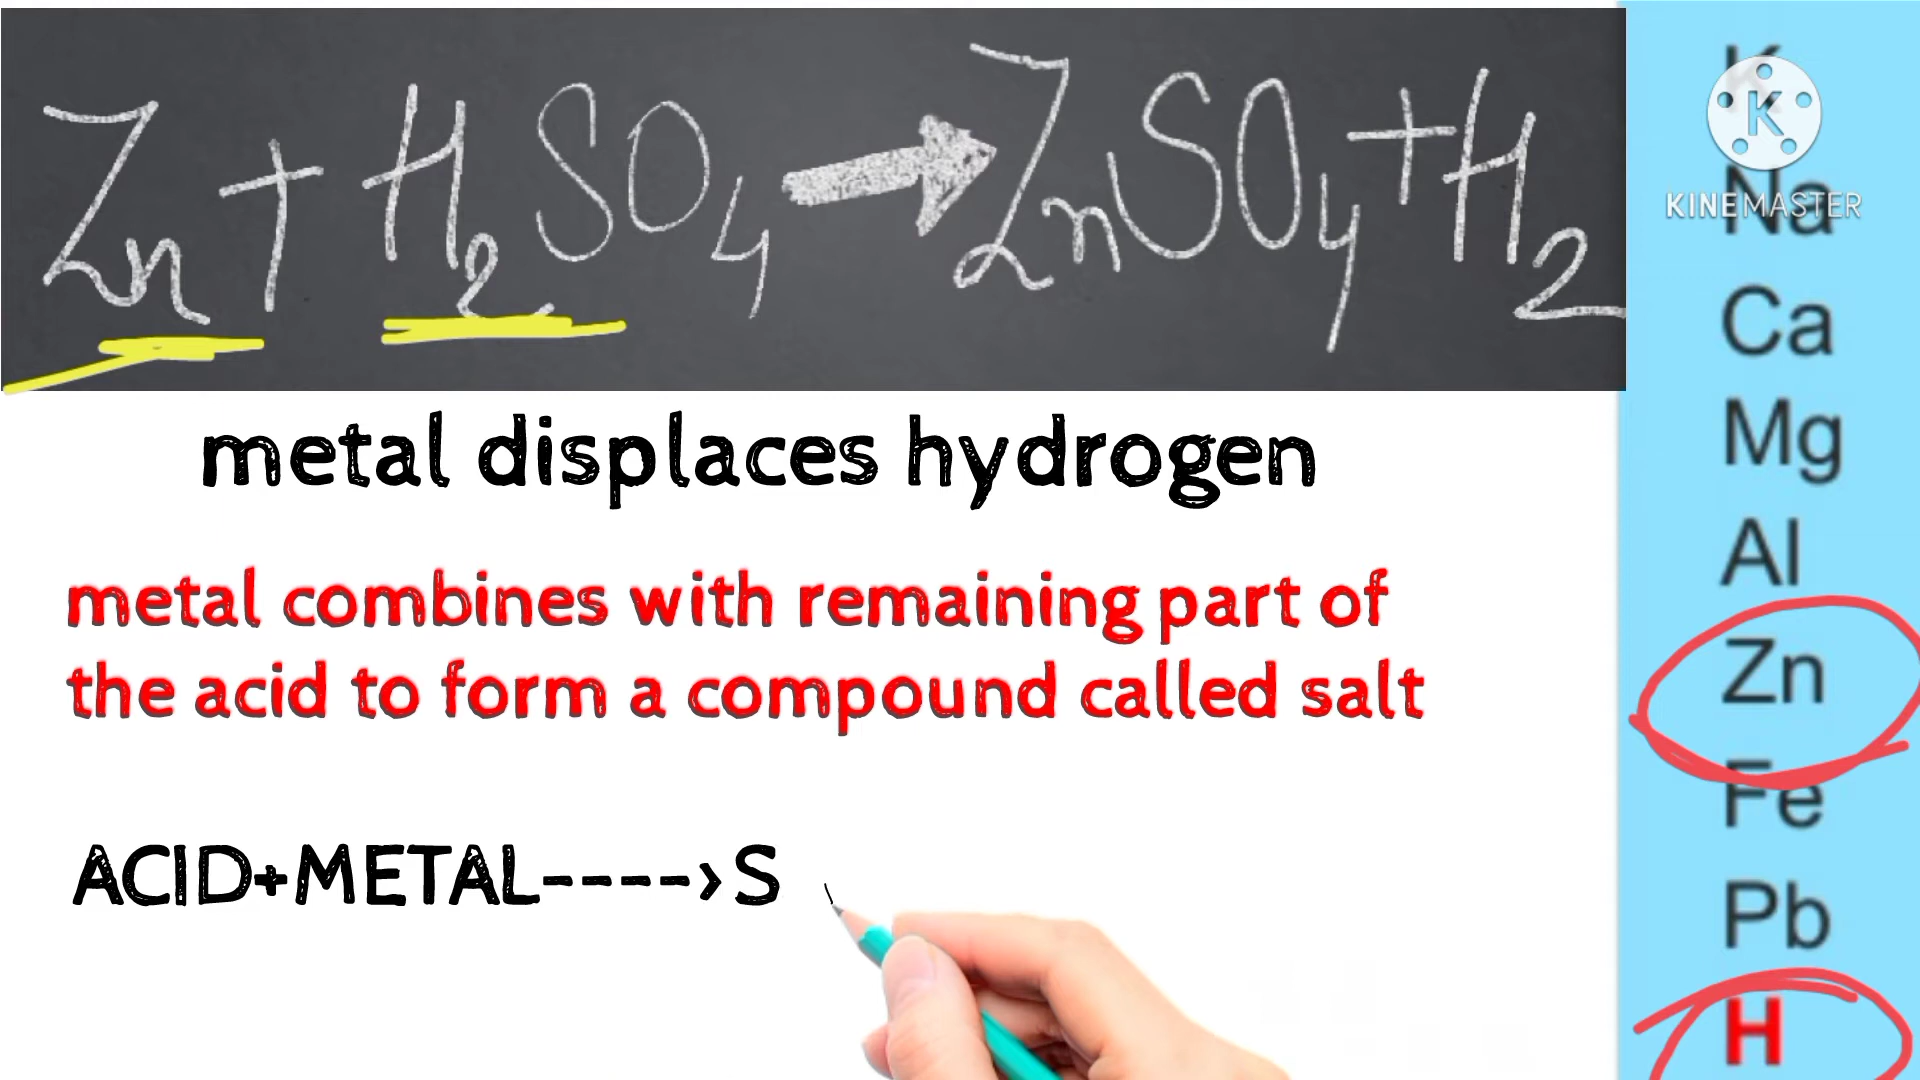 Zn + H2SO4 → ZnSO4 + H2
metal displaces hydrogen
metal combines with remaining part of
the acid to form a compound called salt
ACID+METAL---->S
K
K
KINEMASTER
Na
Ca
Mg
Al
Zn
Fe
Pb
H